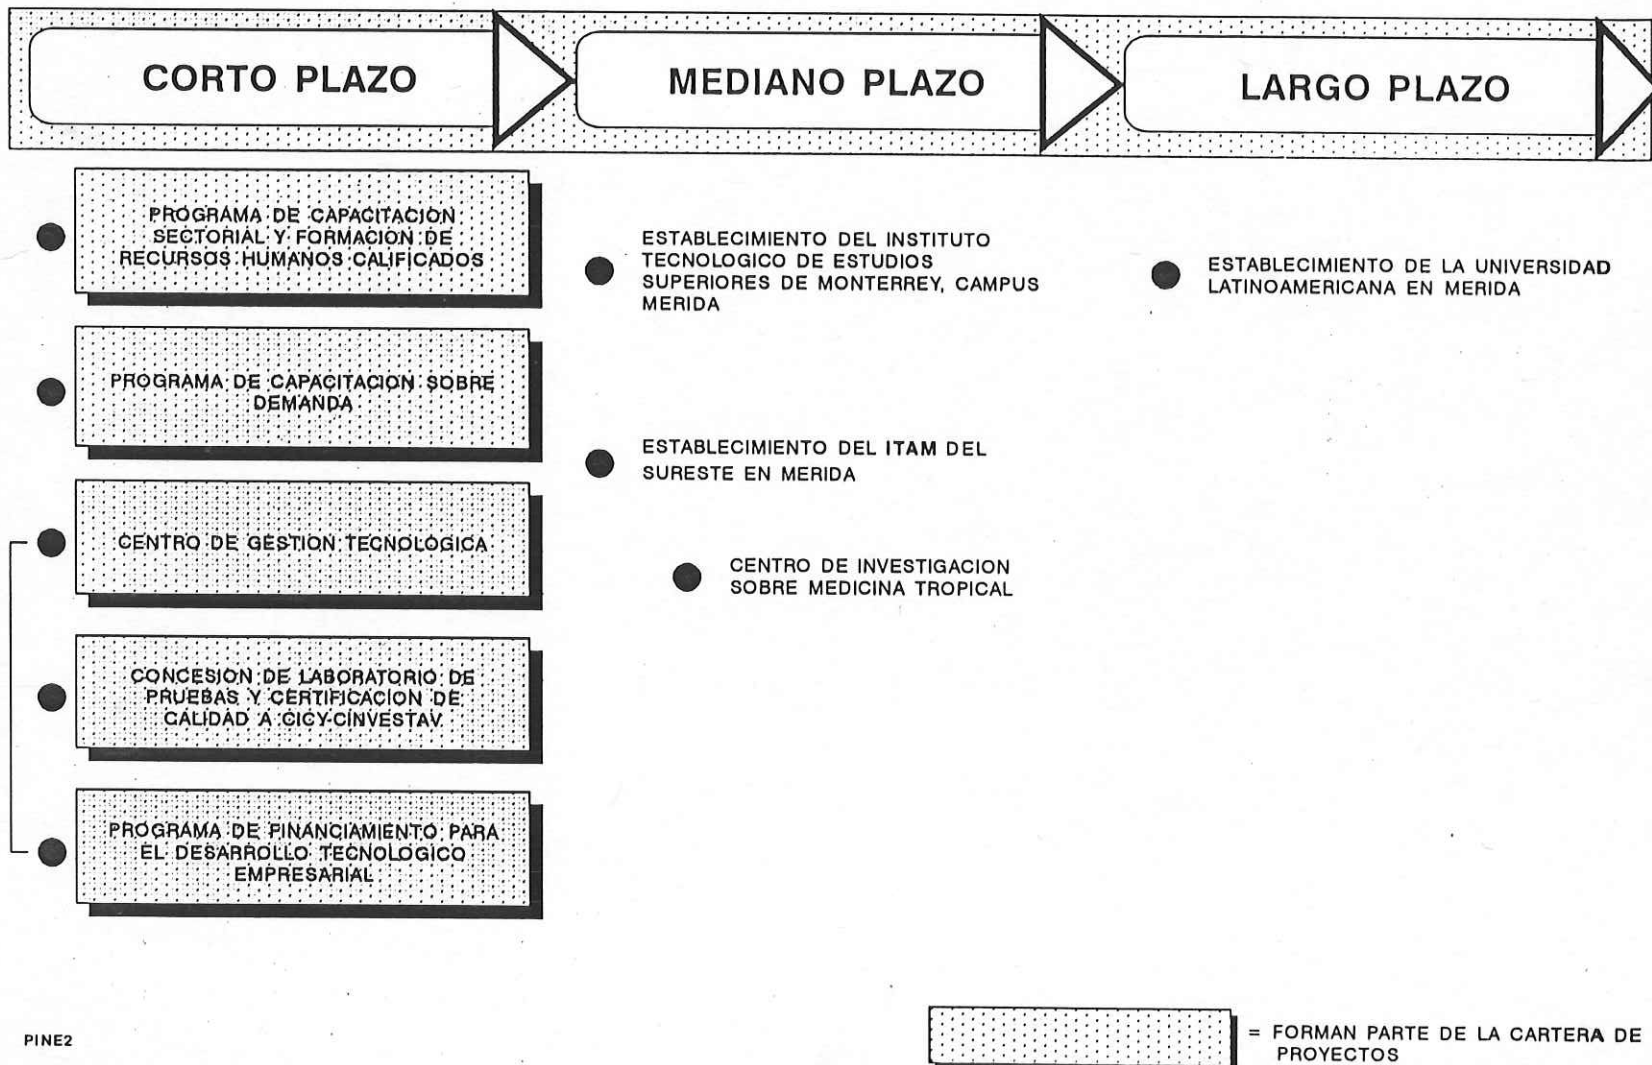 CORTO PLAZO
MEDIANO PLAZO
LARGO PLAZO
PROGRAMA DE CAPACITACION
SECTORIAL Y FORMACION DE
RECURSOS HUMANOS CALIFICADOS
PROGRAMA DE CAPACITACION SOBRE
DEMANDA
CENTRO DE GESTION TECNOLOGICA
CONCESION DE LABORATORIO DE
PRUEBAS Y CERTIFICACION DE
CALIDAD A CICY-CINVESTAV
PROGRAMA DE FINANCIAMIENTO PARA
EL DESARROLLO TECNOLOGICO
EMPRESARIAL
ESTABLECIMIENTO DEL INSTITUTO
TECNOLOGICO DE ESTUDIOS
SUPERIORES DE MONTERREY, CAMPUS
MERIDA
ESTABLECIMIENTO DEL ITAM DEL
SURESTE EN MERIDA
CENTRO DE INVESTIGACION
SOBRE MEDICINA TROPICAL
ESTABLECIMIENTO DE LA UNIVERSIDAD
LATINOAMERICANA EN MERIDA
PINE2
= FORMAN PARTE DE LA CARTERA DE
PROYECTOS